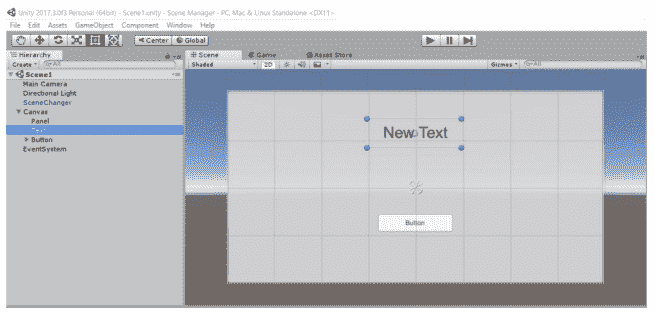 Unity 2017.3.0f3 Personal (64bit) - Scene1.unity - Scene Manager - PC, Mac & Linux Standalone <DX11>
File Edit Assets GameObject Component Window Help
Center Global
Hierarchy Scene Game Asset Store
Create All Shaded 2D Gizmos All
Scene1
Main Camera
Directional Light
SceneChanger
Canvas
Panel
Text
Button
EventSystem
New Text
Button